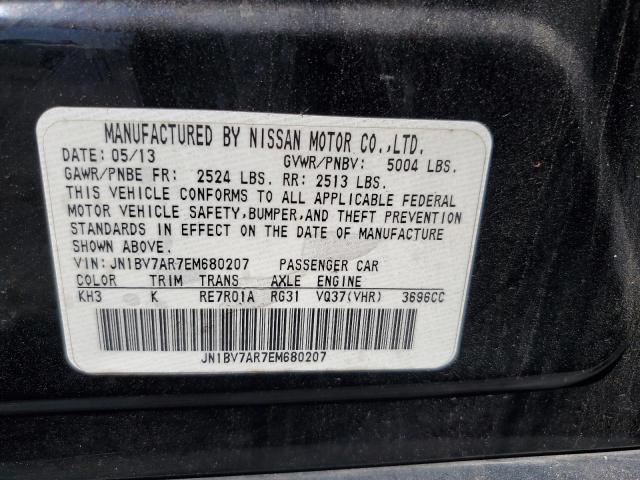 MANUFACTURED BY NISSAN MOTOR CO.,LTD.
DATE: 05/13 GVWR/PNBV: 5004 LBS.
GAWR/PNBE FR: 2524 LBS. RR: 2513 LBS.
THIS VEHICLE CONFORMS TO ALL APPLICABLE FEDERAL
MOTOR VEHICLE SAFETY,BUMPER,AND THEFT PREVENTION
STANDARDS IN EFFECT ON THE DATE OF MANUFACTURE
SHOWN ABOVE.
VIN: JN1BV7AR7EM680207 PASSENGER CAR
COLOR TRIM TRANS AXLE ENGINE
KH3 K RE7R01A RG31 VQ37(VHR) 3696CC
JN1BV7AR7EM680207